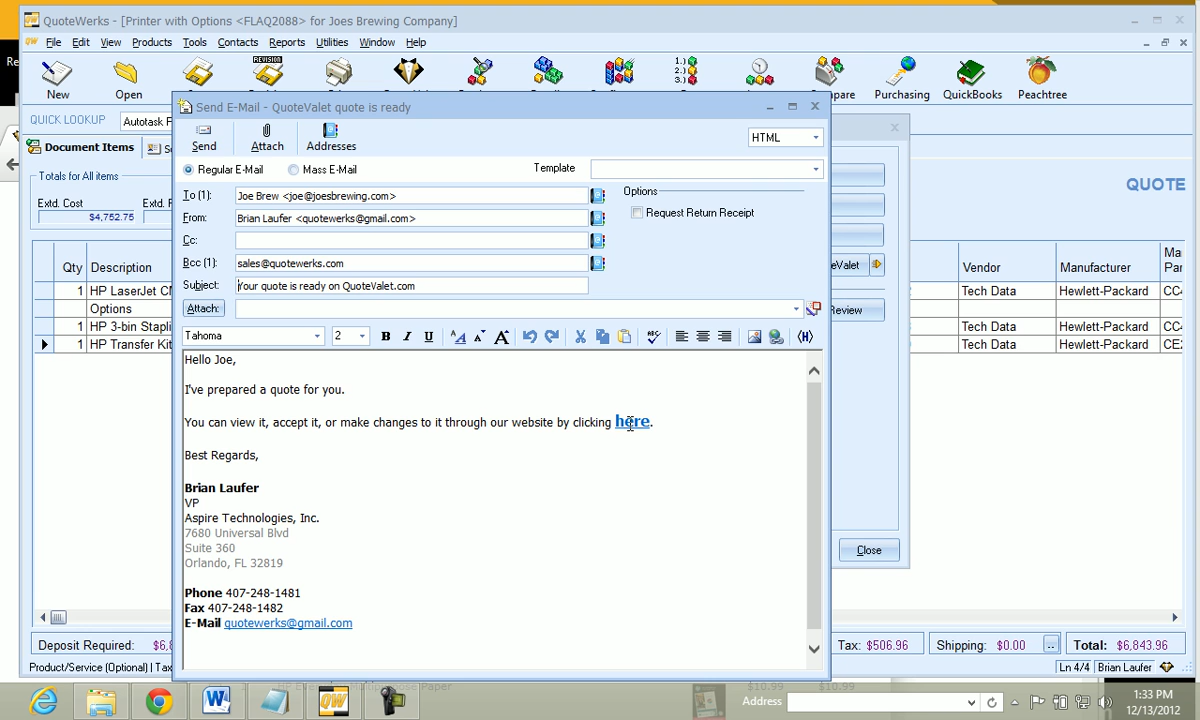 QuoteWerks - [Printer with Options <FLAQ2088> for Joes Brewing Company]
File Edit View Products Tools Contacts Reports Utilities Window Help
REVISION
1.)
2.)
3.)
New Open Purchasing QuickBooks Peachtree
QUICK LOOKUP Autotask
Document Items
Totals for All items
Extd. Cost
$4,752.75
QUOTE
Qty Description Vendor Manufacturer
1 HP LaserJet Tech Data Hewlett-Packard
Options
1 HP 3-bin Tech Data Hewlett-Packard
1 HP Transfer Kit Tech Data Hewlett-Packard
Review
Close
Send E-Mail - QuoteValet quote is ready
Send Attach Addresses HTML
Regular E-Mail Mass E-Mail Template
To (1): Joe Brew <joe@joesbrewing.com> Options
From: Brian Laufer <quotewerks@gmail.com> Request Return Receipt
Cc:
Bcc (1): sales@quotewerks.com
Subject: Your quote is ready on QuoteValet.com
Attach:
Tahoma 2 B I U
Hello Joe,
I've prepared a quote for you.
You can view it, accept it, or make changes to it through our website by clicking here.
Best Regards,
Brian Laufer
VP
Aspire Technologies, Inc.
7680 Universal Blvd
Suite 360
Orlando, FL 32819
Phone 407-248-1481
Fax 407-248-1482
E-Mail quotewerks@gmail.com
Deposit Required: Tax: $506.96 Shipping: $0.00 .. Total: $6,843.96
Product/Service (Optional) | Tax Ln 4/4 Brian Laufer
Address
1:33 PM
12/13/2012